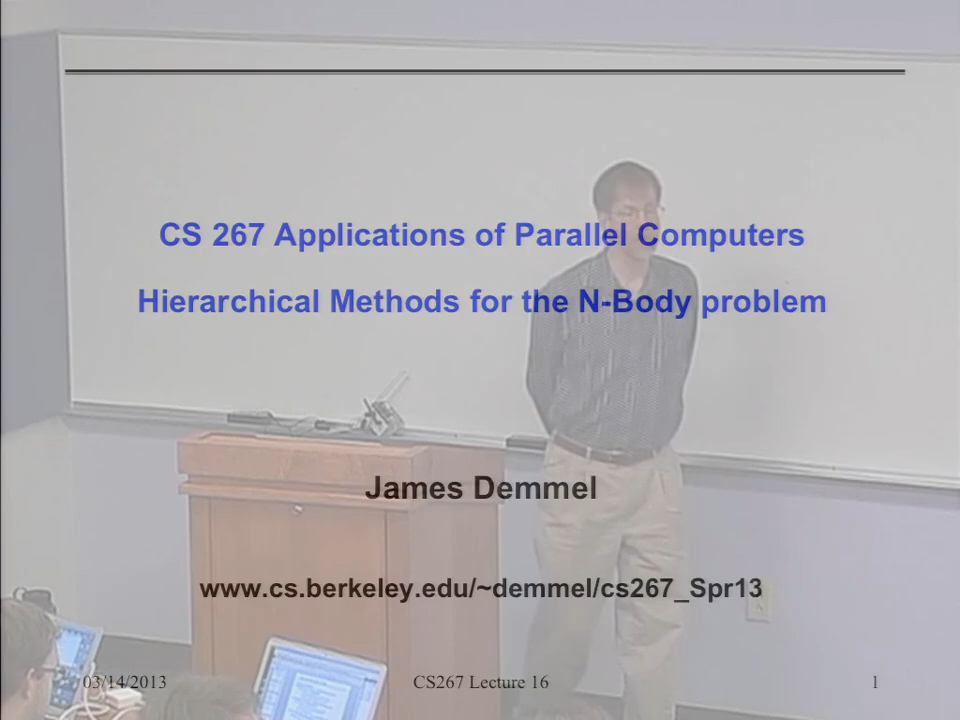 CS 267 Applications of Parallel Computers
Hierarchical Methods for the N-Body problem
James Demmel
www.cs.berkeley.edu/~demmel/cs267_Spr13
03/14/2013 CS267 Lecture 16 1